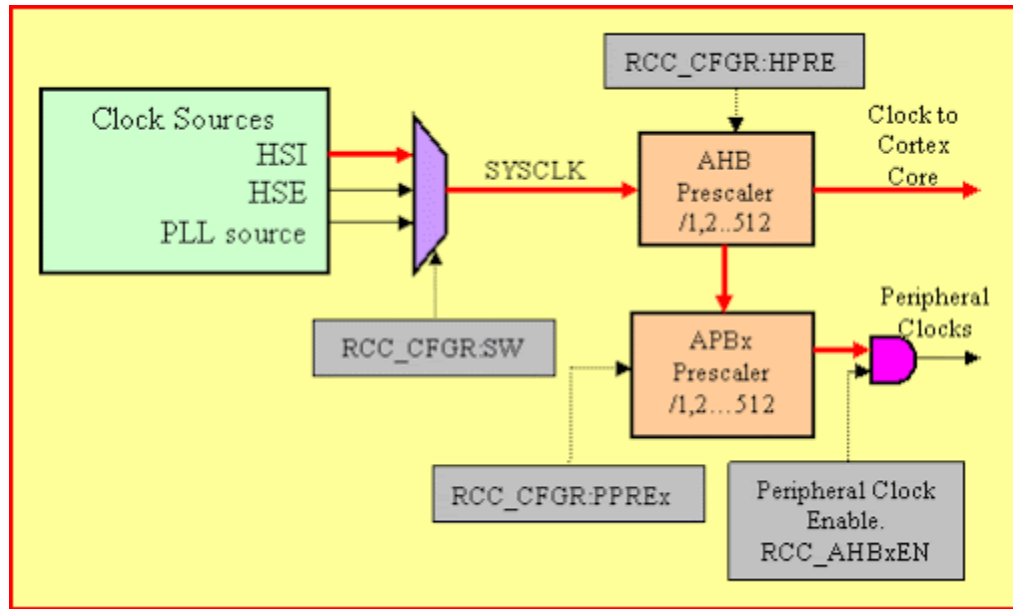 RCC_CFGR:HPRE
Clock Sources
HSI
HSE
PLL source
SYSCLK
AHB
Prescaler
/1,2..512
Clock to
Cortex
Core
RCC_CFGR:SW
APBx
Prescaler
/1,2...512
Peripheral
Clocks
RCC_CFGR:PPREx
Peripheral Clock
Enable.
RCC_AHBxEN